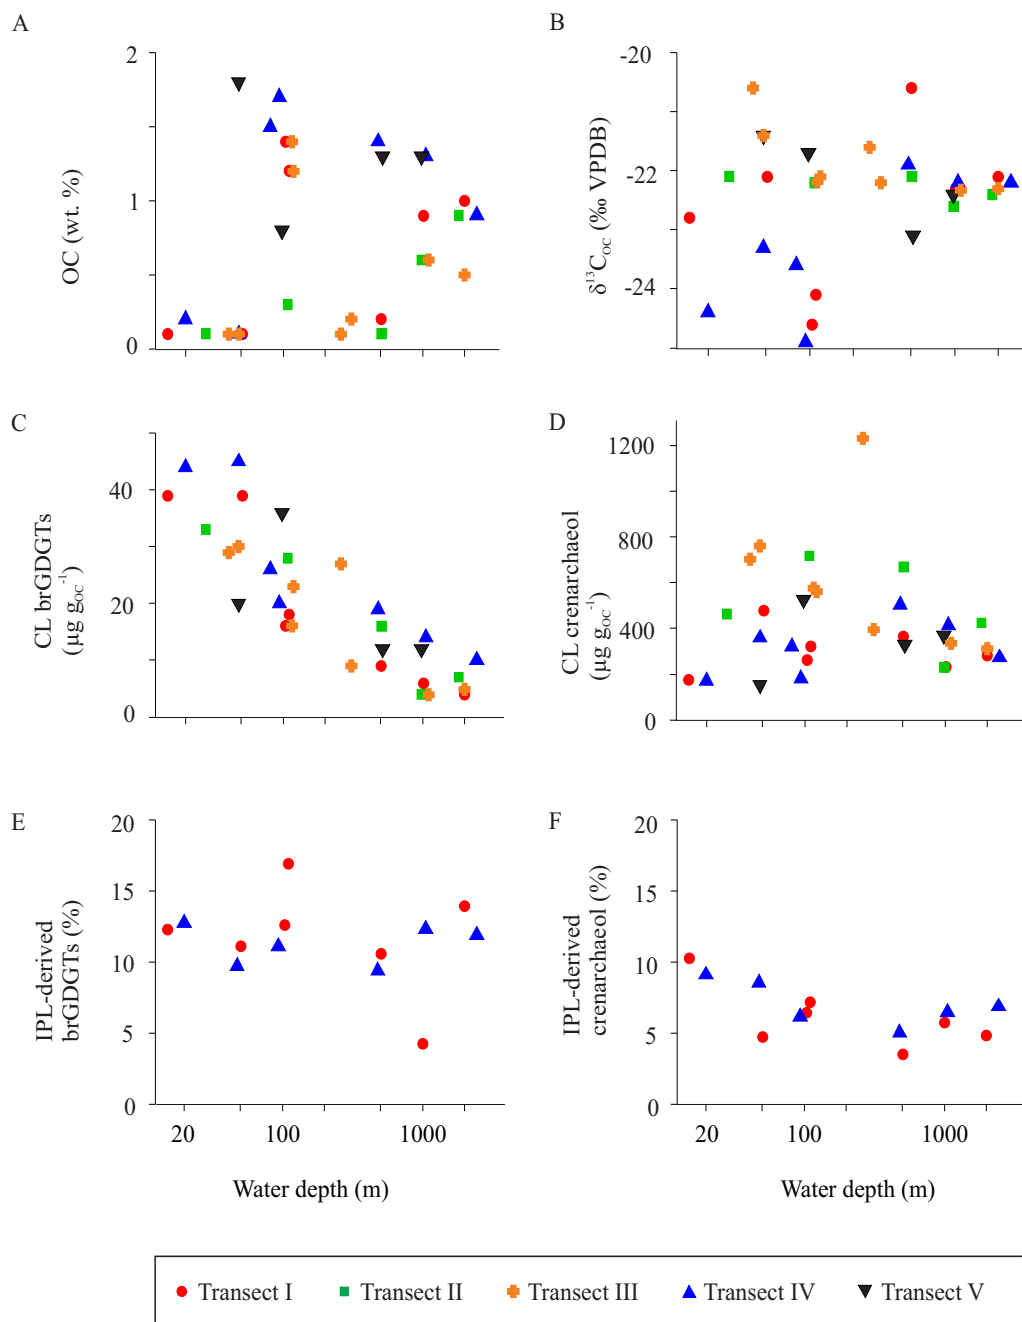 A
OC (wt. %)
2
1
0
B
δ¹³C_OC (‰ VPDB)
-20
-22
-24
C
CL brGDGTs
(µg g_OC⁻¹)
40
20
0
D
CL crenarchaeol
(µg g_OC⁻¹)
1200
800
400
0
E
IPL-derived
brGDGTs (%)
20
15
10
5
0
20 100 1000
Water depth (m)
F
IPL-derived
crenarchaeol (%)
20
15
10
5
0
20 100 1000
Water depth (m)
Transect I Transect II Transect III Transect IV Transect V